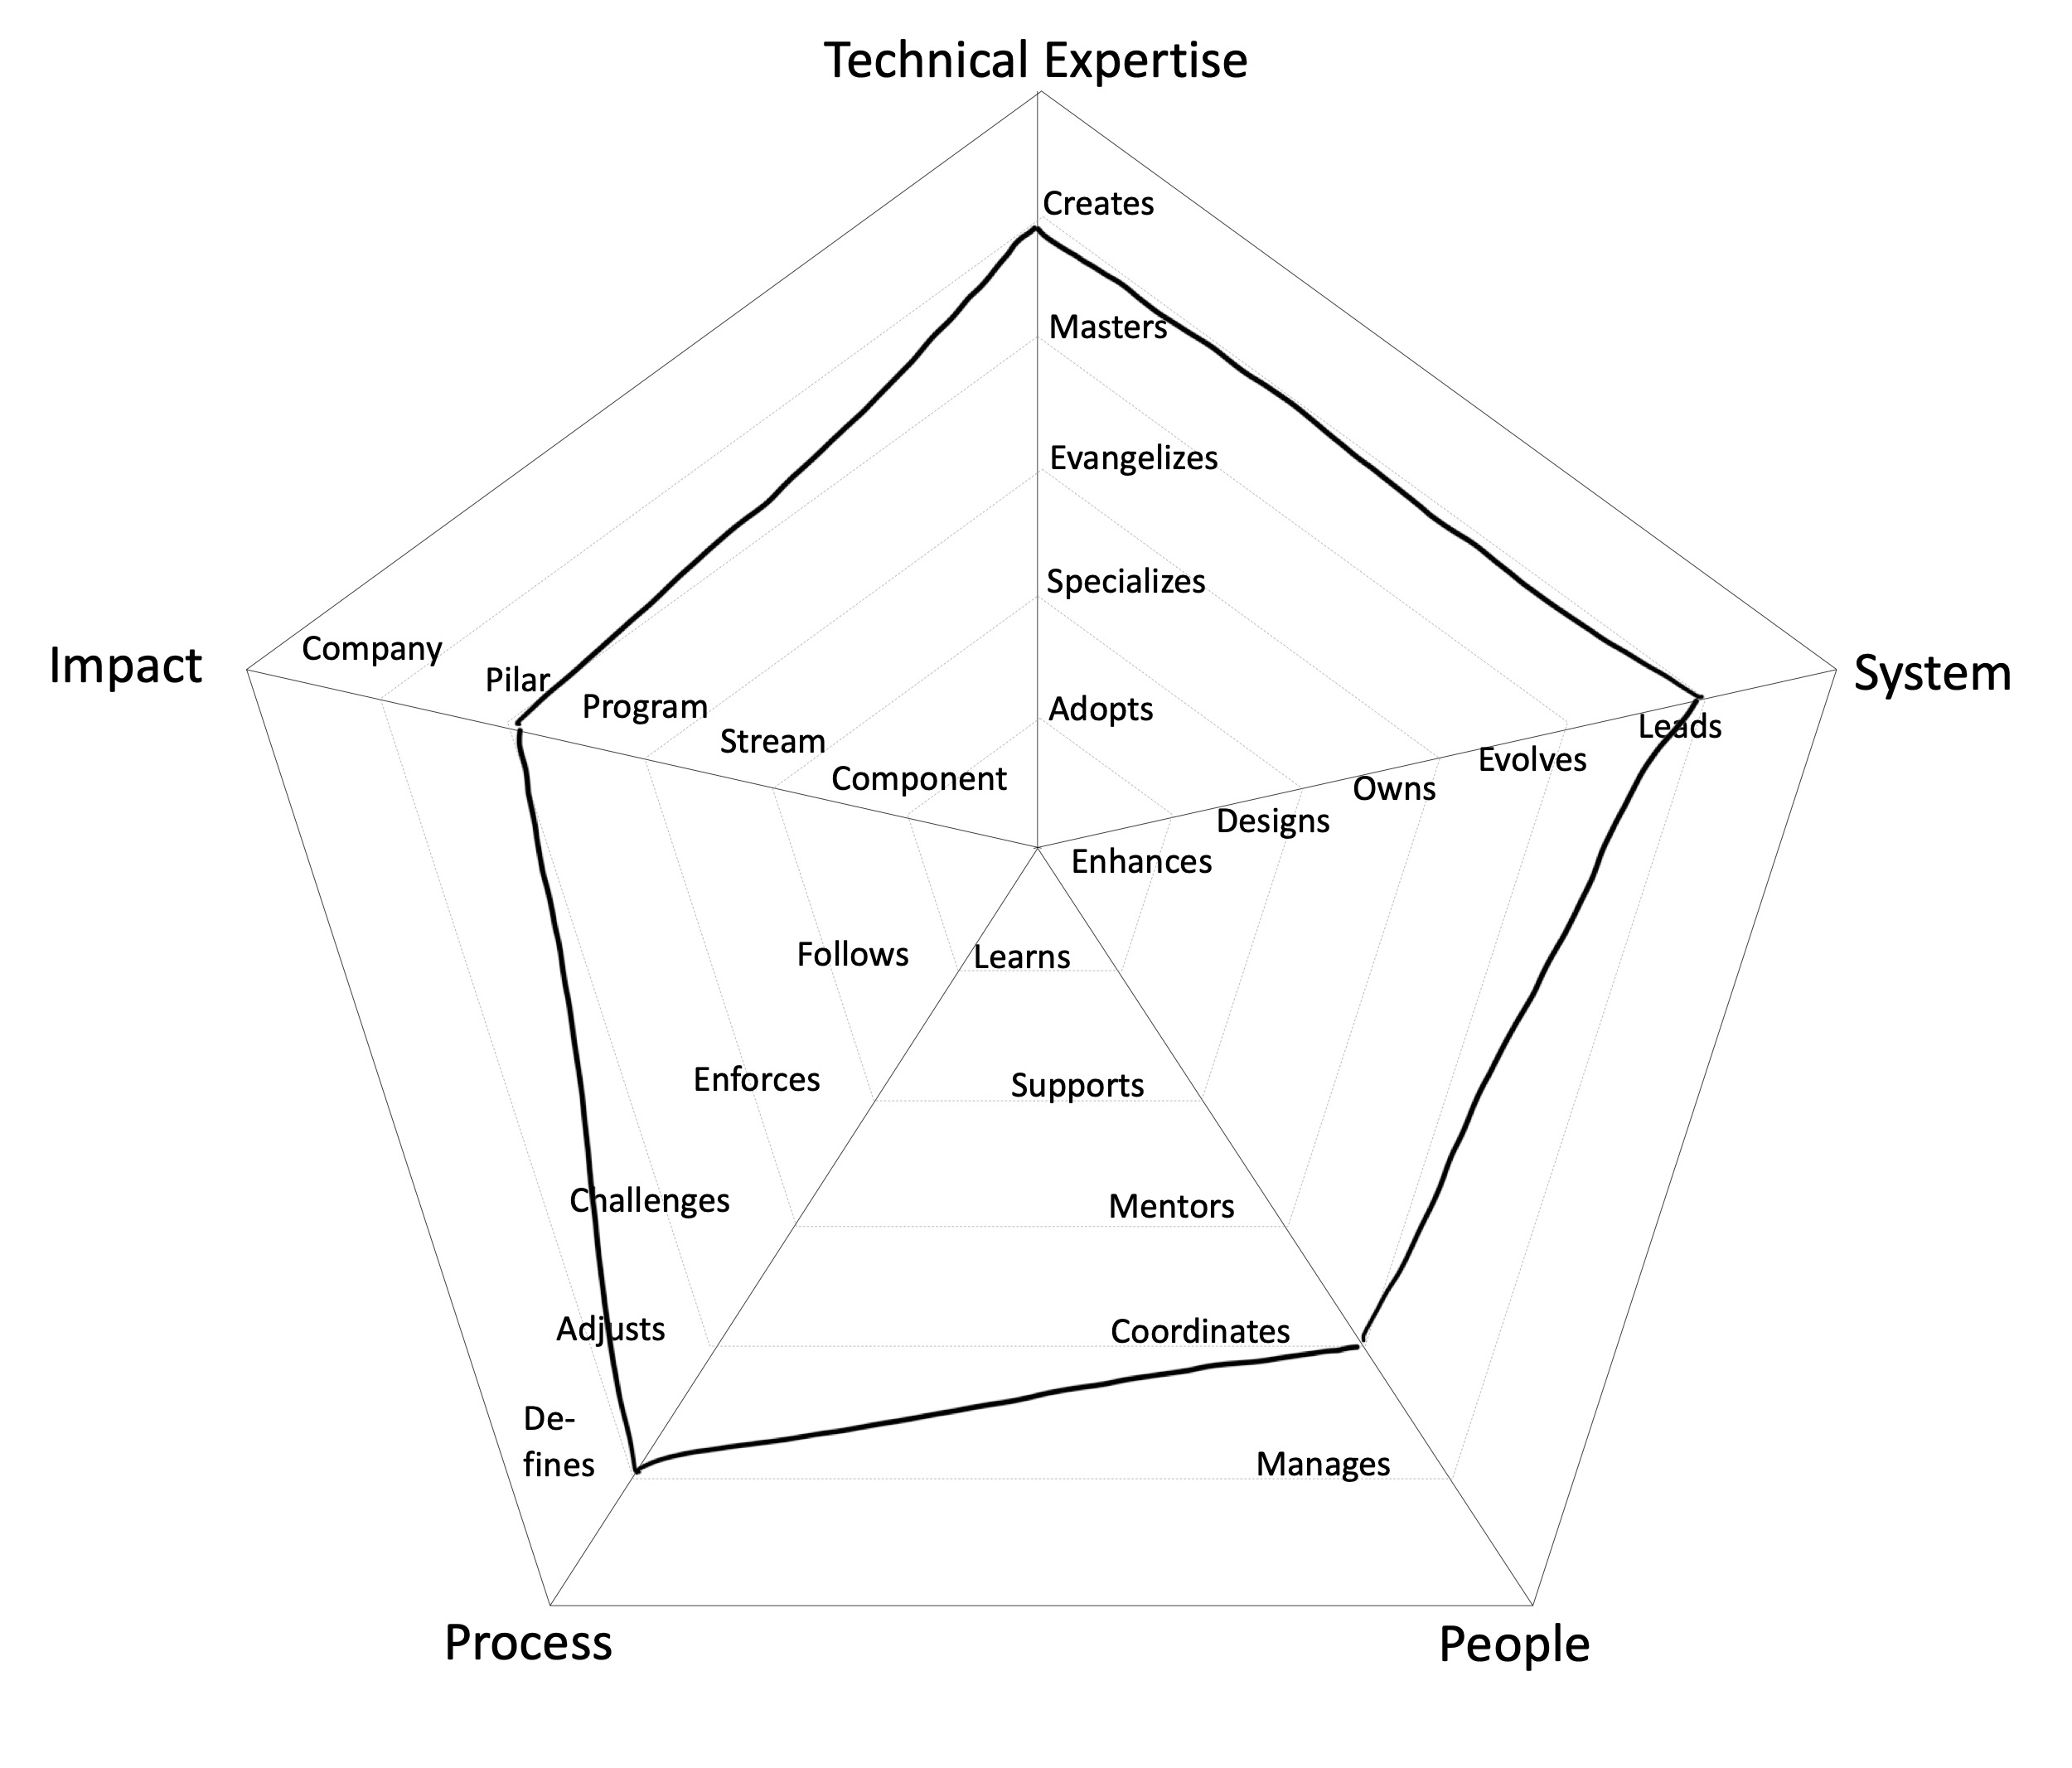 Technical Expertise
Creates
Masters
Evangelizes
Specializes
Adopts
Impact
Company
Pilar
Program
Stream
Component
System
Leads
Evolves
Owns
Designs
Enhances
Follows
Learns
Enforces
Supports
Challenges
Mentors
Adjusts
Coordinates
De-
fines
Manages
Process
People